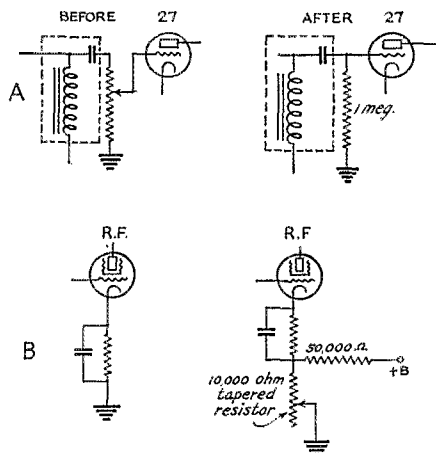 BEFORE 27
AFTER 27
A
1 meg.
R.F.
R.F
B
50,000 Ω.
+B
10,000 ohm
tapered
resistor